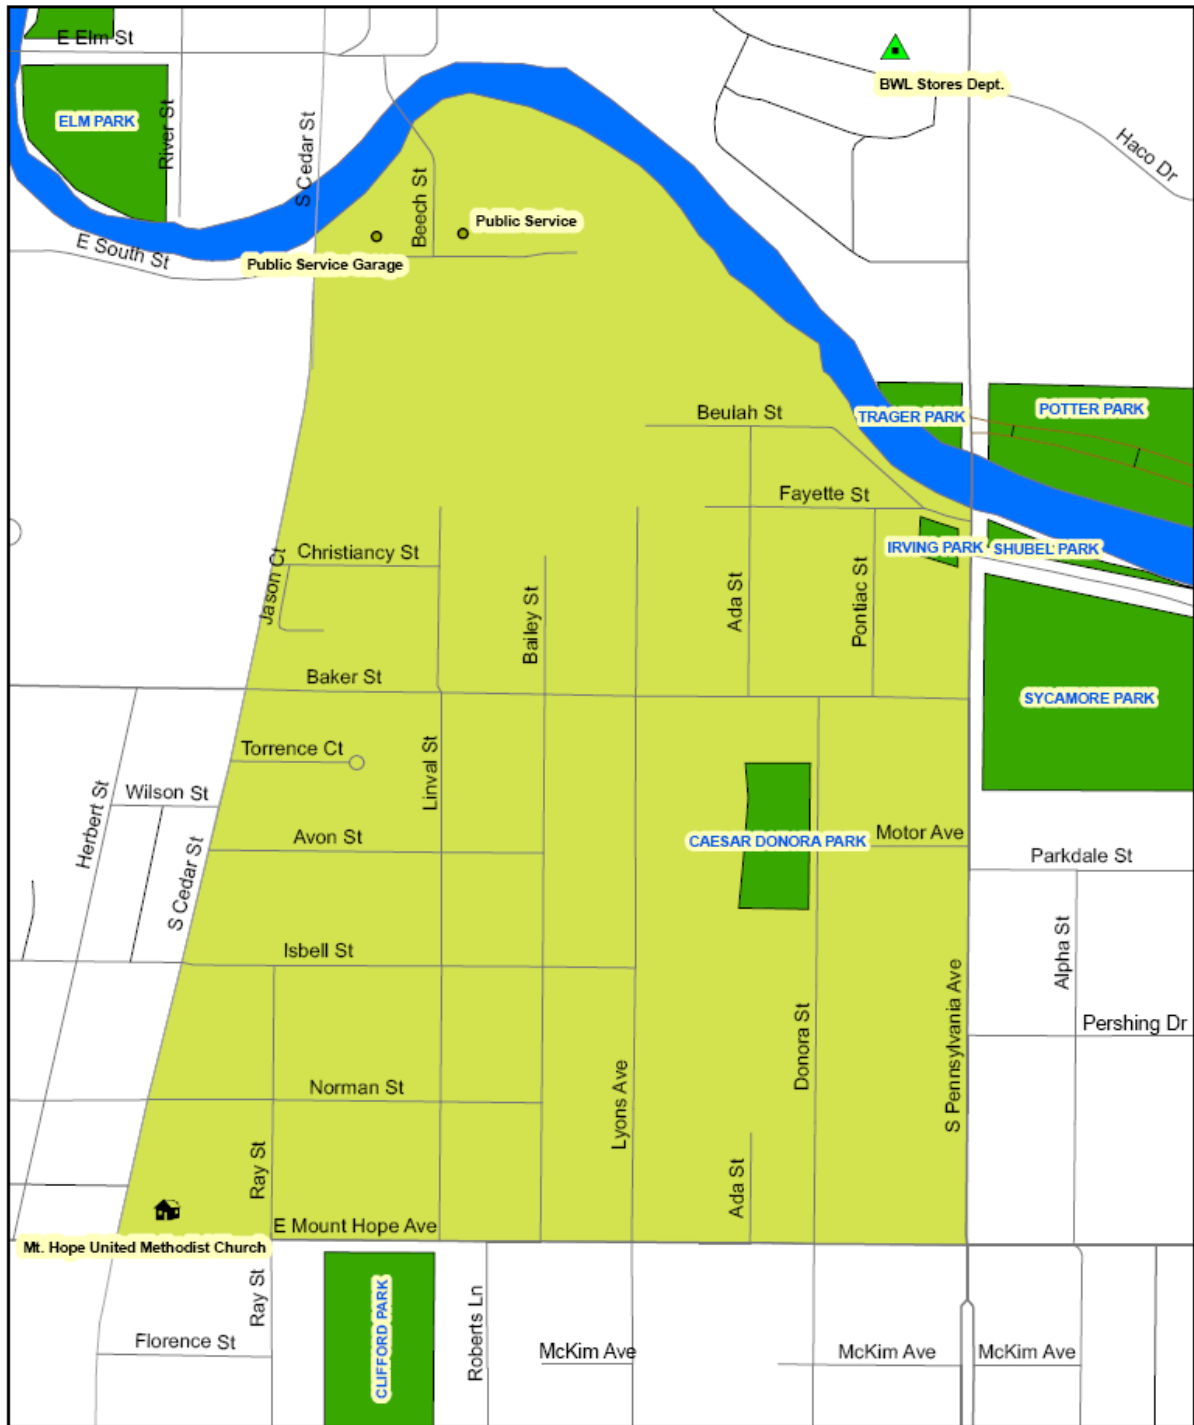 E Elm St
BWL Stores Dept.
ELM PARK
River St
S Cedar St
Haco Dr
Beech St
Public Service
E South St
Public Service Garage
Beulah St
TRAGER PARK
POTTER PARK
Fayette St
Christiancy St
Jason Ct
IRVING PARK
SHUBEL PARK
Bailey St
Ada St
Pontiac St
Baker St
SYCAMORE PARK
Torrence Ct
Linval St
Wilson St
Herbert St
Avon St
CAESAR DONORA PARK
Motor Ave
Parkdale St
S Cedar St
Isbell St
Alpha St
S Pennsylvania Ave
Pershing Dr
Donora St
Norman St
Lyons Ave
Ray St
Ada St
E Mount Hope Ave
Mt. Hope United Methodist Church
Ray St
CLIFFORD PARK
Roberts Ln
Florence St
McKim Ave
McKim Ave
McKim Ave